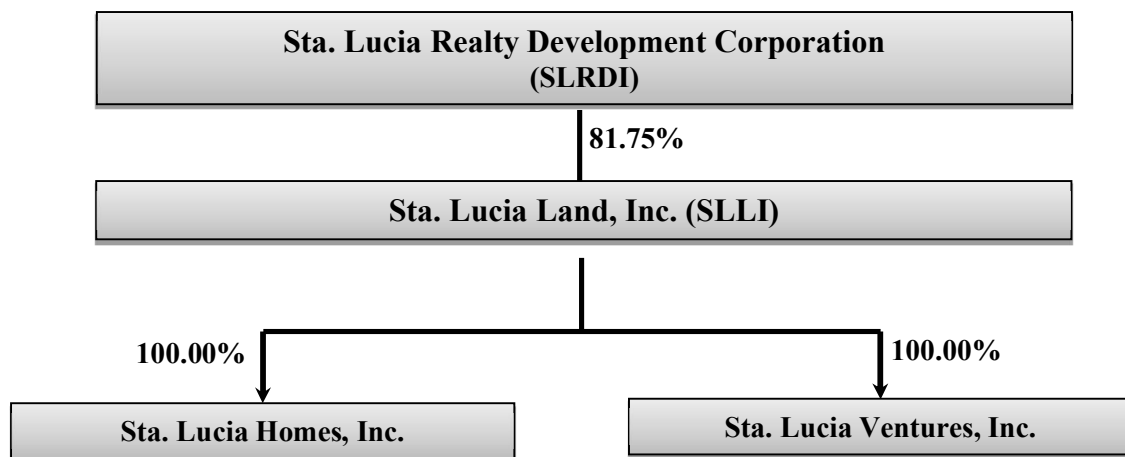 Sta. Lucia Realty Development Corporation
(SLRDI)
81.75%
Sta. Lucia Land, Inc. (SLLI)
100.00%
100.00%
Sta. Lucia Homes, Inc.
Sta. Lucia Ventures, Inc.